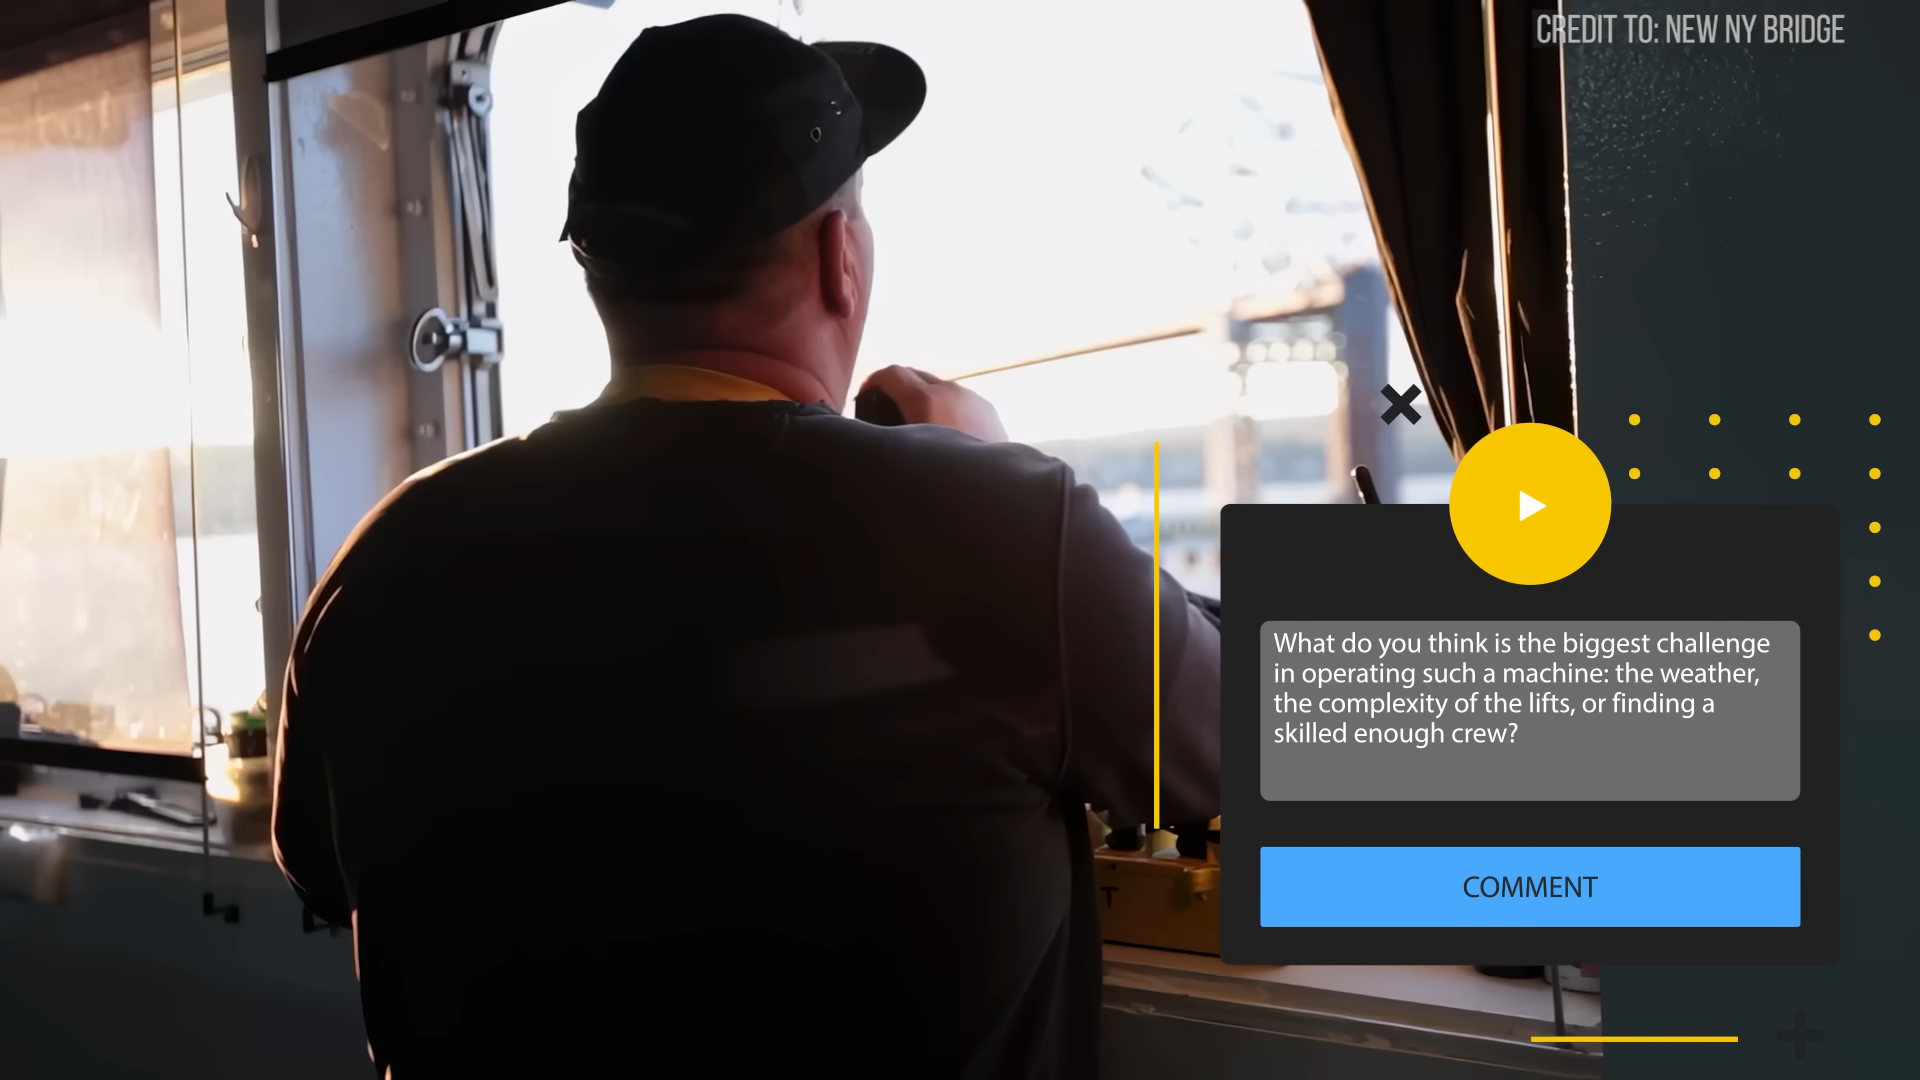 CREDIT TO: NEW NY BRIDGE
What do you think is the biggest challenge
in operating such a machine: the weather,
the complexity of the lifts, or finding a
skilled enough crew?
COMMENT
T